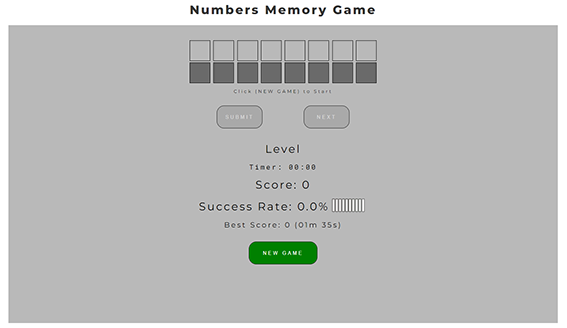 Numbers Memory Game
Click (NEW GAME) to Start
SUBMIT
NEXT
Level
Timer: 00:00
Score: 0
Success Rate: 0.0%
Best Score: 0 (01m 35s)
NEW GAME